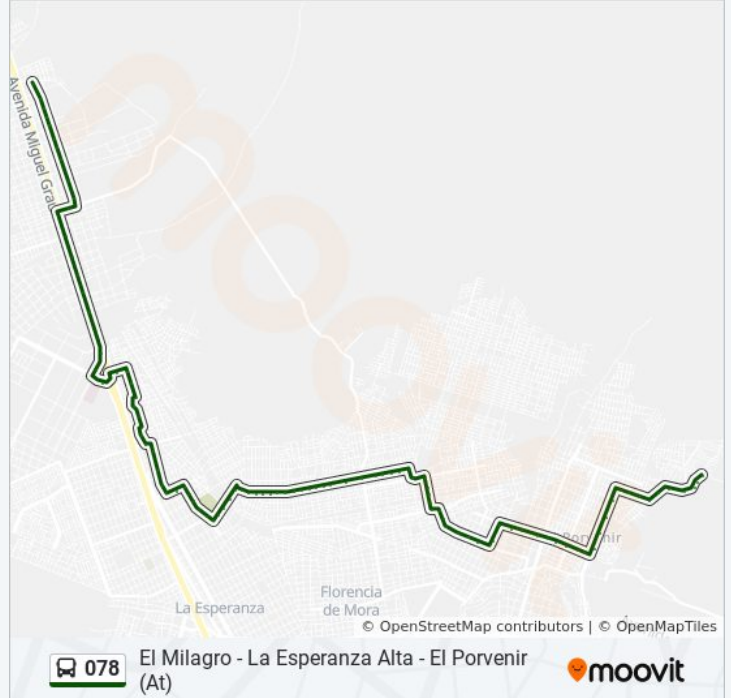 Avenida Miguel Grau
Porvenir
Florencia
de Mora
La Esperanza
© OpenStreetMap contributors | © OpenMapTiles
078
El Milagro - La Esperanza Alta - El Porvenir
(At)
moovit
moovit